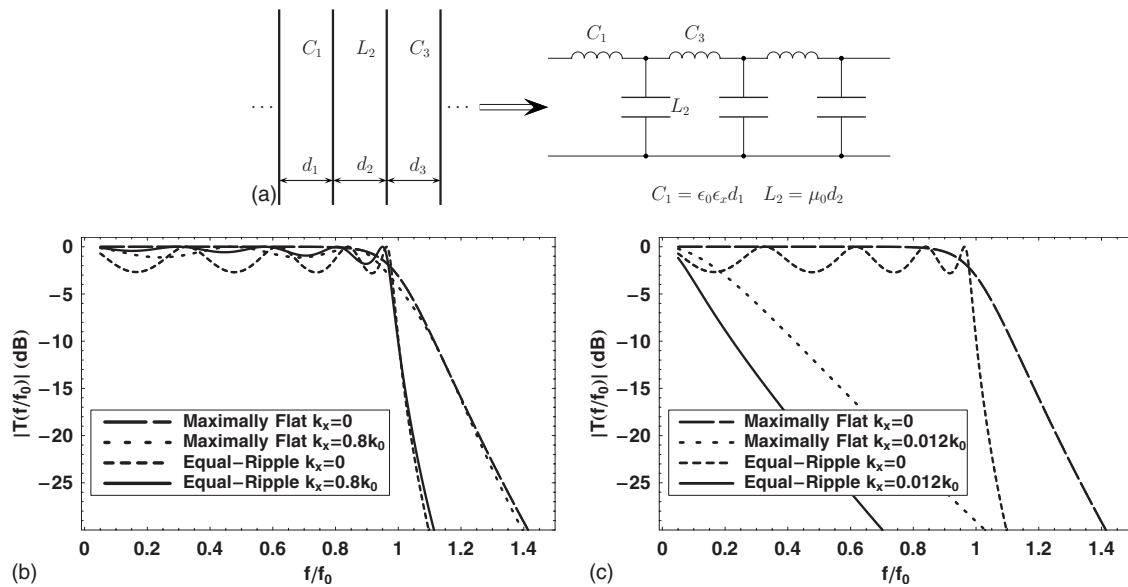 C₁ L₂ C₃
C₁ C₃
··· ···
L₂
d₁ d₂ d₃
(a)
C₁ = ϵ₀ϵₓd₁ L₂ = μ₀d₂
|T(f/f₀)| (dB)
0
−5
−10
−15
−20
−25
Maximally Flat kₓ=0
Maximally Flat kₓ=0.8k₀
Equal−Ripple kₓ=0
Equal−Ripple kₓ=0.8k₀
0 0.2 0.4 0.6 0.8 1 1.2 1.4
f/f₀
(b)
|T(f/f₀)| (dB)
0
−5
−10
−15
−20
−25
Maximally Flat kₓ=0
Maximally Flat kₓ=0.012k₀
Equal−Ripple kₓ=0
Equal−Ripple kₓ=0.012k₀
0 0.2 0.4 0.6 0.8 1 1.2 1.4
f/f₀
(c)